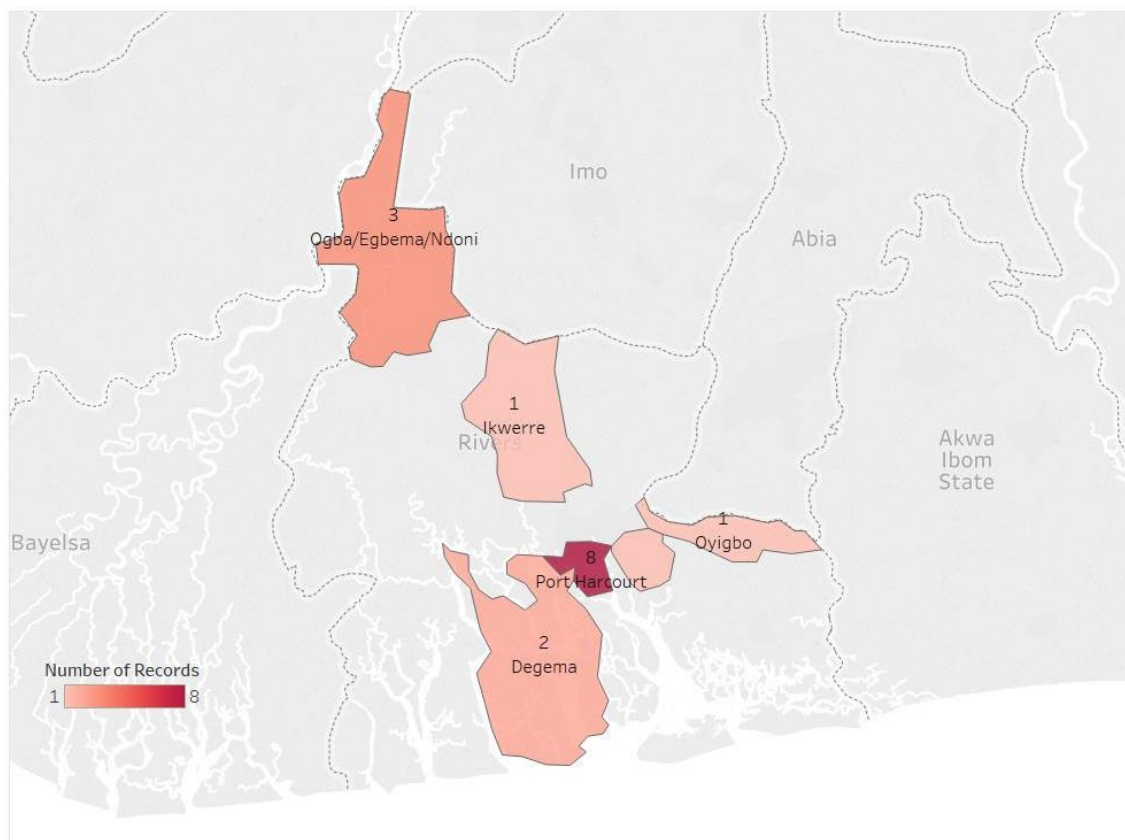 Imo
3
Ogba/Egbema/Ndoni
Abia
1
Ikwerre
Rivers
Akwa
Ibom
State
1
Oyigbo
Bayelsa
8
Port Harcourt
2
Degema
Number of Records
1 8